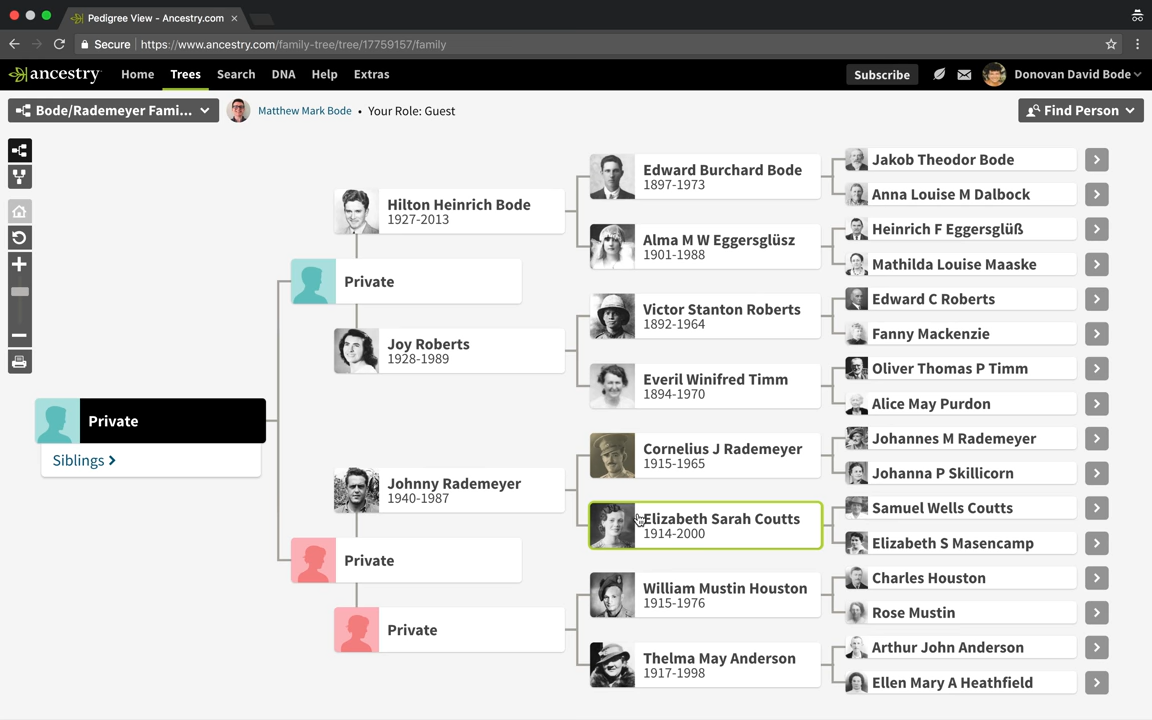 Pedigree View - Ancestry.com
Secure https://www.ancestry.com/family-tree/tree/17759157/family
ancestry Home Trees Search DNA Help Extras Subscribe Donovan David Bode
Bode/Rademeyer Fami... Matthew Mark Bode • Your Role: Guest Find Person
Private
Siblings
Hilton Heinrich Bode
1927-2013
Private
Joy Roberts
1928-1989
Johnny Rademeyer
1940-1987
Private
Private
Edward Burchard Bode
1897-1973
Alma M W Eggersglüsz
1901-1988
Victor Stanton Roberts
1892-1964
Everil Winifred Timm
1894-1970
Cornelius J Rademeyer
1915-1965
Elizabeth Sarah Coutts
1914-2000
William Mustin Houston
1915-1976
Thelma May Anderson
1917-1998
Jakob Theodor Bode
Anna Louise M Dalbock
Heinrich F Eggersglüß
Mathilda Louise Maaske
Edward C Roberts
Fanny Mackenzie
Oliver Thomas P Timm
Alice May Purdon
Johannes M Rademeyer
Johanna P Skillicorn
Samuel Wells Coutts
Elizabeth S Masencamp
Charles Houston
Rose Mustin
Arthur John Anderson
Ellen Mary A Heathfield